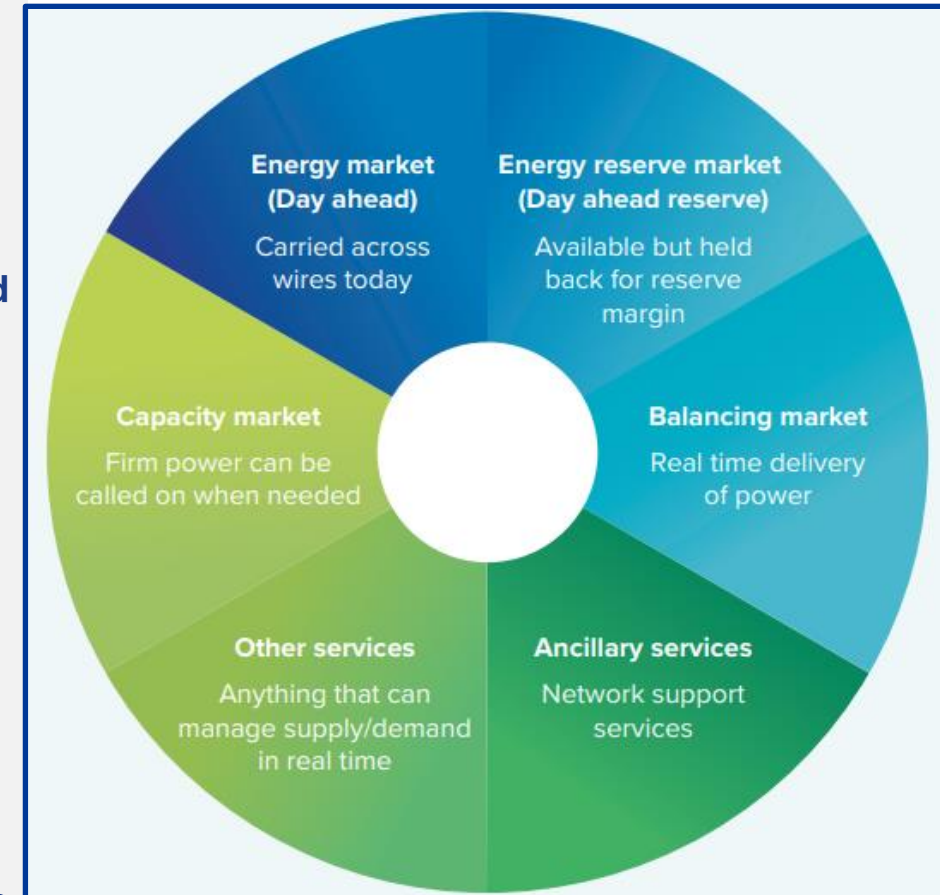 Energy market
(Day ahead)
Carried across
wires today
Energy reserve market
(Day ahead reserve)
Available but held
back for reserve
margin
Balancing market
Real time delivery
of power
Ancillary services
Network support
services
Other services
Anything that can
manage supply/demand
in real time
Capacity market
Firm power can be
called on when needed